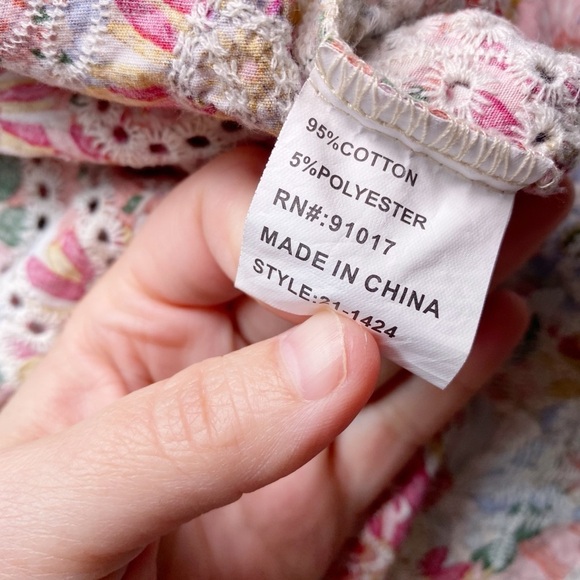 95%COTTON
5%POLYESTER
RN#:91017
MADE IN CHINA
STYLE:21-1424